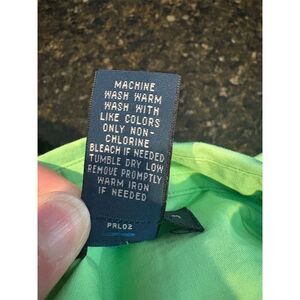 MACHINE
WASH WARM
WASH WITH
LIKE COLORS
ONLY NON-
CHLORINE
BLEACH IF NEEDED
TUMBLE DRY LOW
REMOVE PROMPTLY
WARM IRON
IF NEEDED
PRLOZ